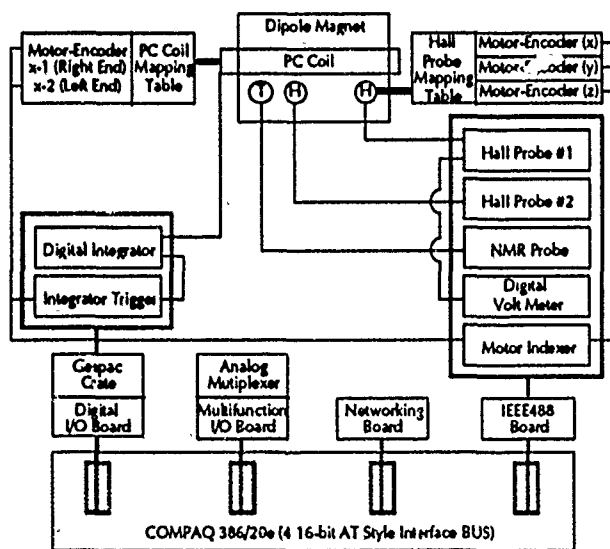 Dipole Magnet
Motor-Encoder
x-1 (Right End)
x-2 (Left End)
PC Coil
Mapping
Table
PC Coil
T
H
H
Hall
Probe
Mapping
Table
Motor-Encoder (x)
Motor-Encoder (y)
Motor-Encoder (z)
Hall Probe #1
Hall Probe #2
NMR Probe
Digital
Volt Meter
Motor Indexer
Digital Integrator
Integrator Trigger
Gespac
Crate
Digital
I/O Board
Analog
Mutiplexer
Multifunction
I/O Board
Networking
Board
IEEE488
Board
COMPAQ 386/20e (4 16-bit AT Style Interface BUS)